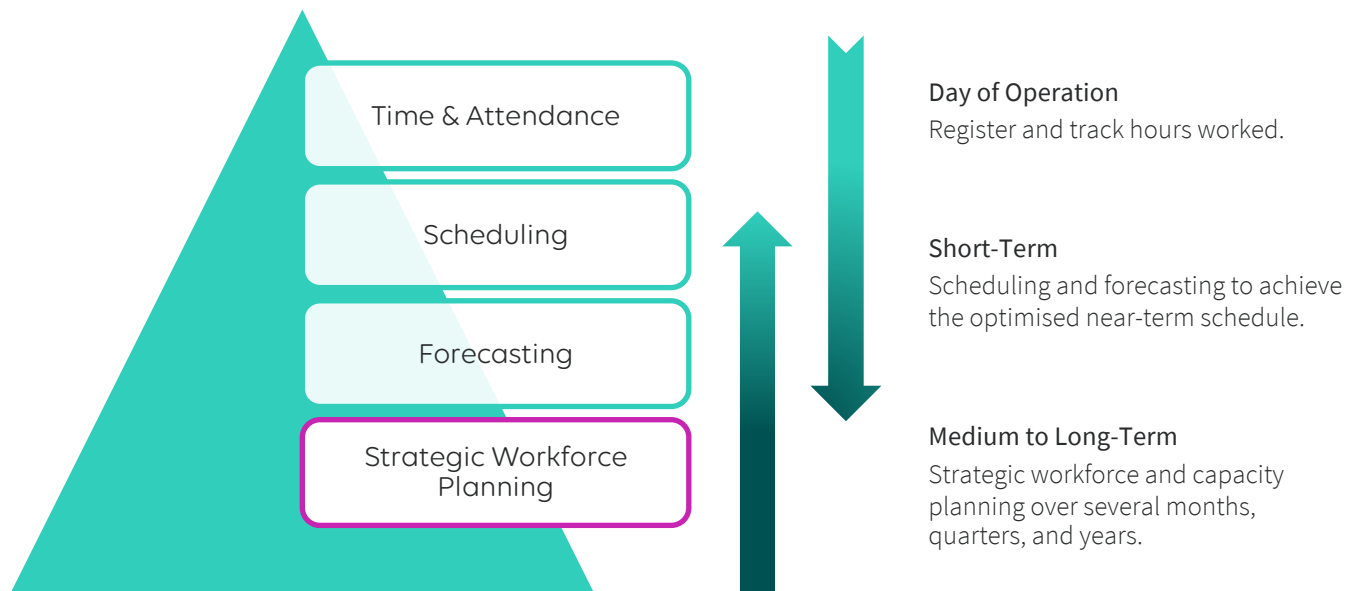 Time & Attendance
Scheduling
Forecasting
Strategic Workforce
Planning
Day of Operation
Register and track hours worked.
Short-Term
Scheduling and forecasting to achieve
the optimised near-term schedule.
Medium to Long-Term
Strategic workforce and capacity
planning over several months,
quarters, and years.